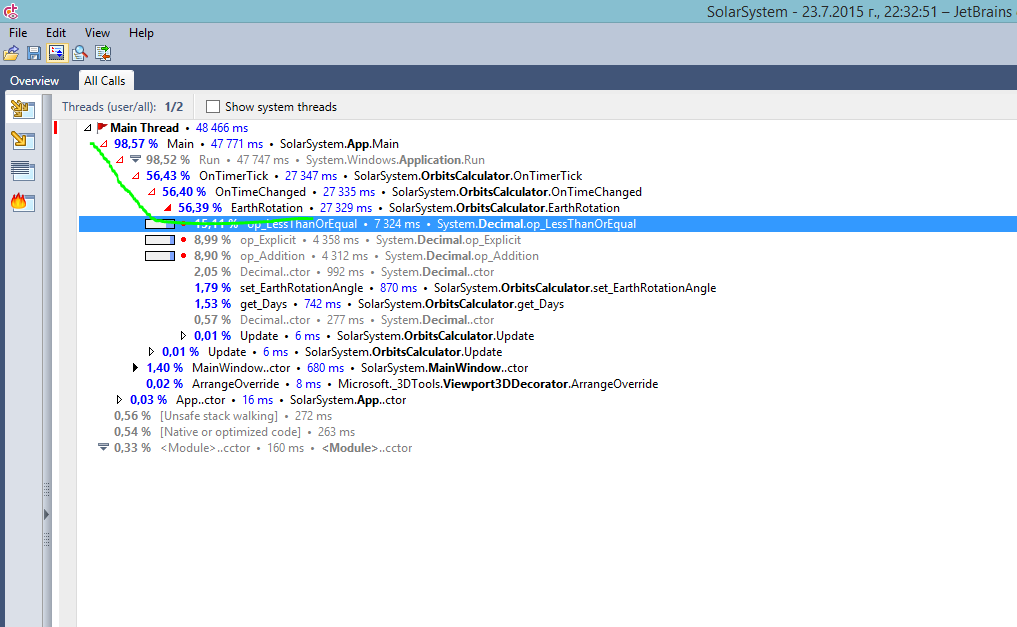 SolarSystem - 23.7.2015 г., 22:32:51 – JetBrains
File Edit View Help
Overview All Calls
Threads (user/all): 1/2 Show system threads
Main Thread • 48 466 ms
98,57 % Main • 47 771 ms • SolarSystem.App.Main
98,52 % Run • 47 747 ms • System.Windows.Application.Run
56,43 % OnTimerTick • 27 347 ms • SolarSystem.OrbitsCalculator.OnTimerTick
56,40 % OnTimeChanged • 27 335 ms • SolarSystem.OrbitsCalculator.OnTimeChanged
56,39 % EarthRotation • 27 329 ms • SolarSystem.OrbitsCalculator.EarthRotation
15,11 % op_LessThanOrEqual • 7 324 ms • System.Decimal.op_LessThanOrEqual
8,99 % op_Explicit • 4 358 ms • System.Decimal.op_Explicit
8,90 % op_Addition • 4 312 ms • System.Decimal.op_Addition
2,05 % Decimal..ctor • 992 ms • System.Decimal..ctor
1,79 % set_EarthRotationAngle • 870 ms • SolarSystem.OrbitsCalculator.set_EarthRotationAngle
1,53 % get_Days • 742 ms • SolarSystem.OrbitsCalculator.get_Days
0,57 % Decimal..ctor • 277 ms • System.Decimal..ctor
0,01 % Update • 6 ms • SolarSystem.OrbitsCalculator.Update
0,01 % Update • 6 ms • SolarSystem.OrbitsCalculator.Update
1,40 % MainWindow..ctor • 680 ms • SolarSystem.MainWindow..ctor
0,02 % ArrangeOverride • 8 ms • Microsoft._3DTools.Viewport3DDecorator.ArrangeOverride
0,03 % App..ctor • 16 ms • SolarSystem.App..ctor
0,56 % [Unsafe stack walking] • 272 ms
0,54 % [Native or optimized code] • 263 ms
0,33 % <Module>..cctor • 160 ms • <Module>..cctor